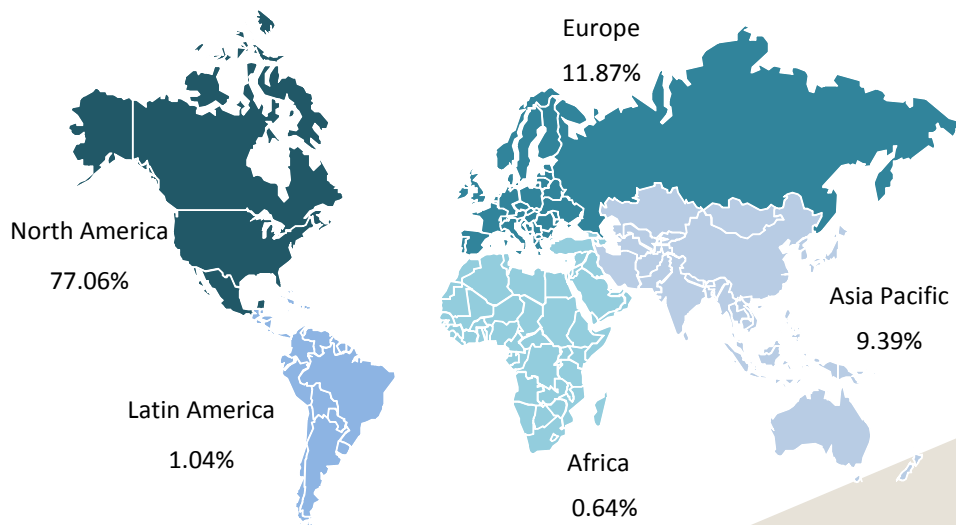 Europe
11.87%
North America
77.06%
Asia Pacific
9.39%
Latin America
1.04%
Africa
0.64%